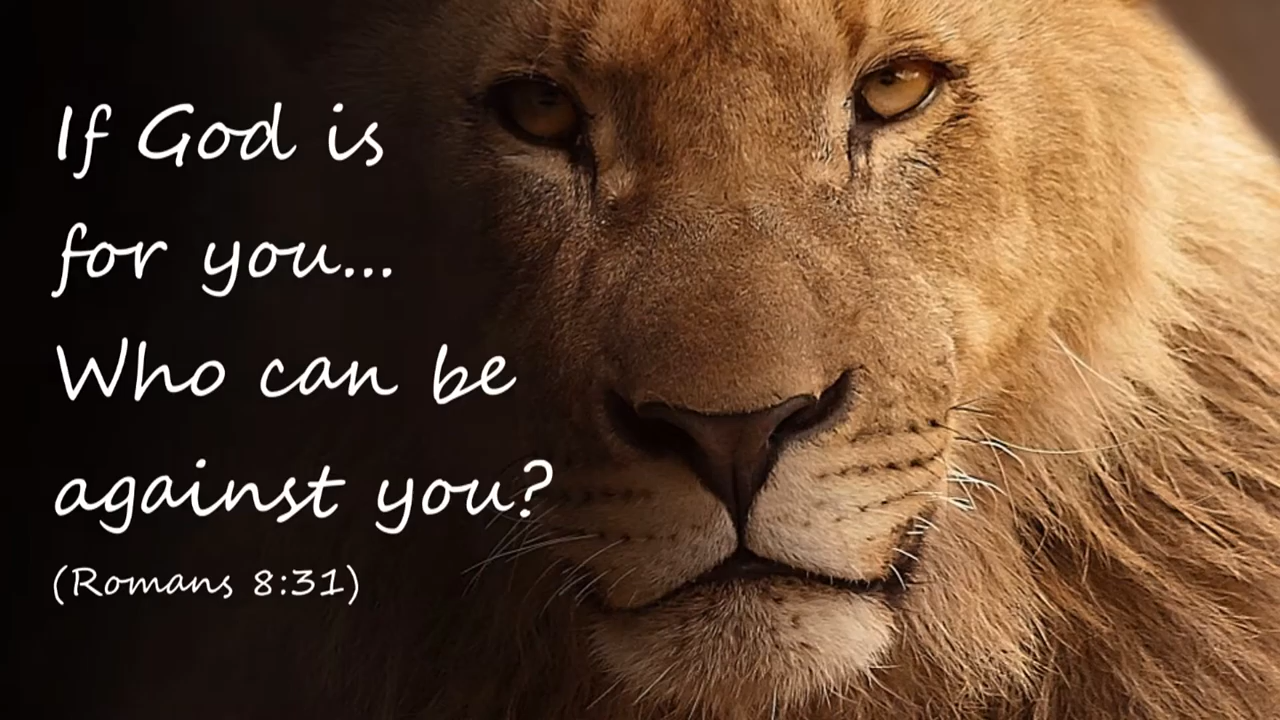 If God is
for you...
Who can be
against you?
(Romans 8:31)